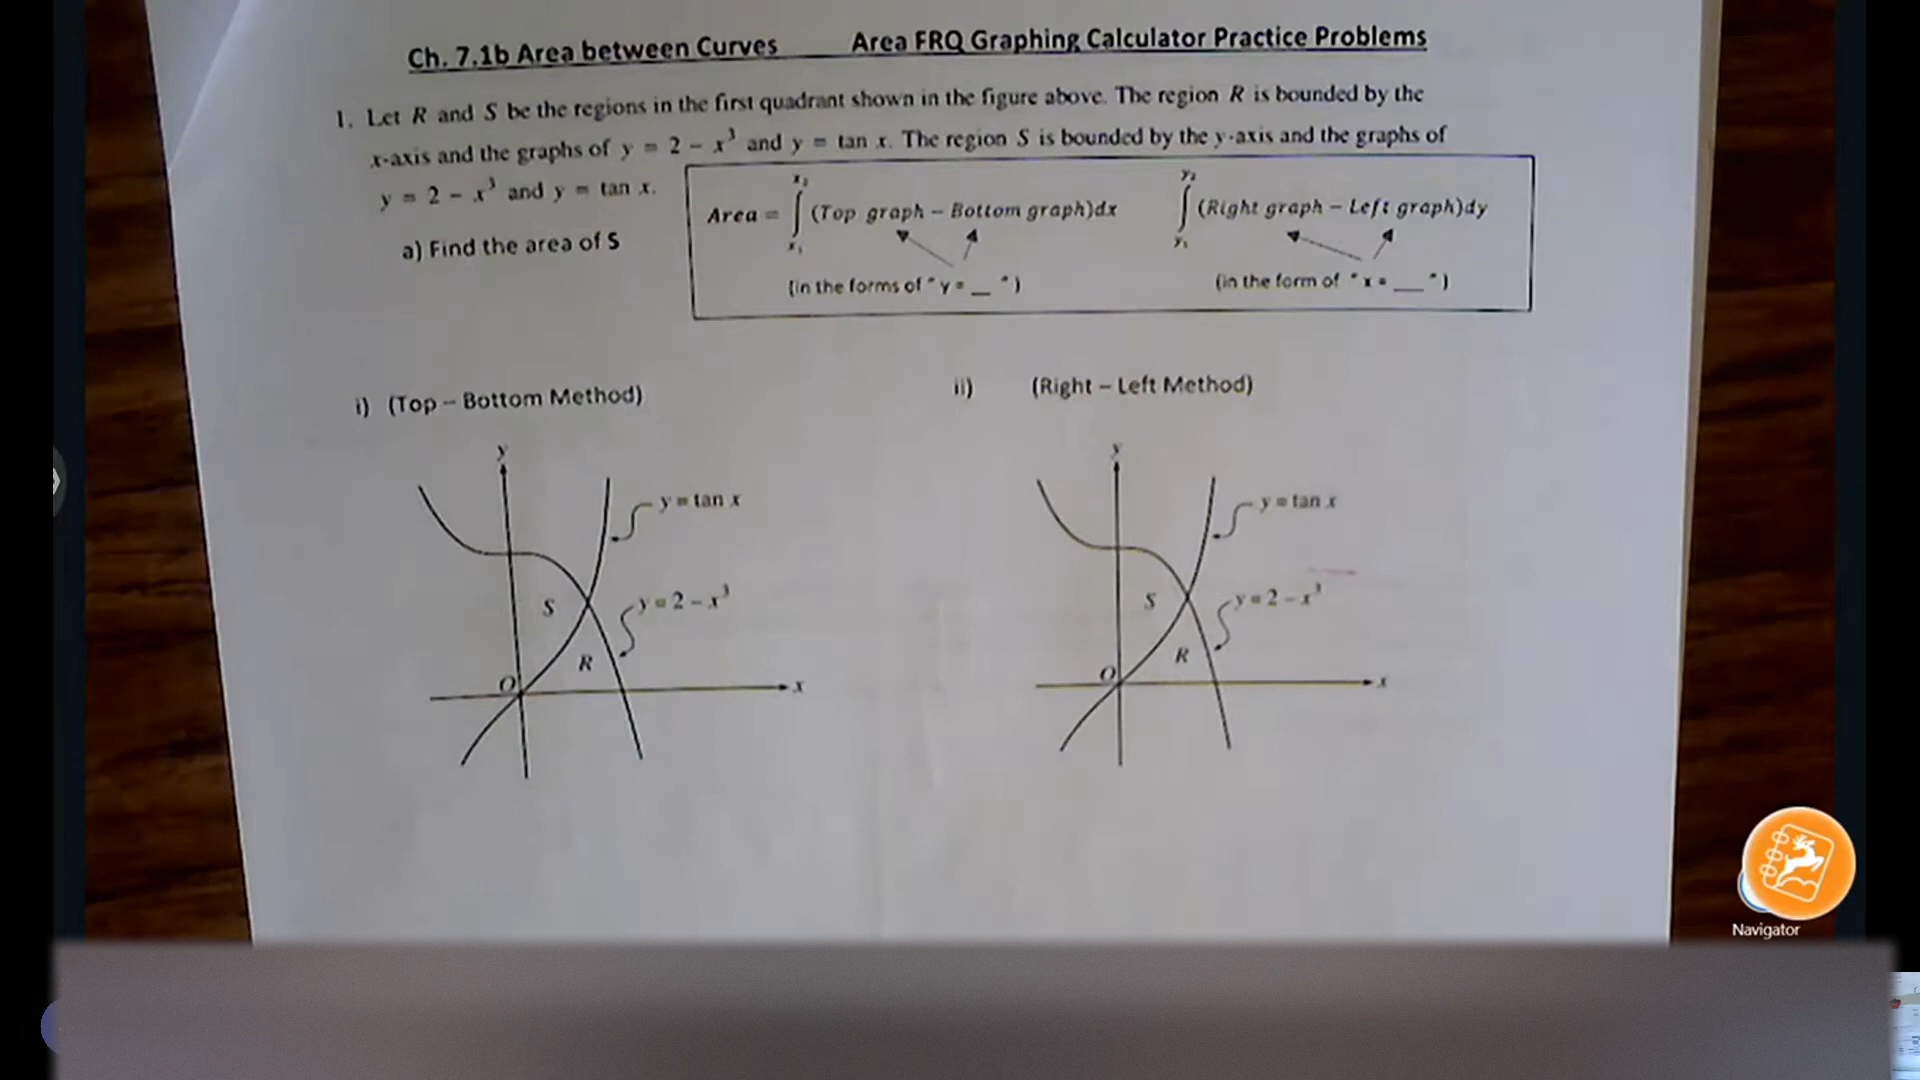 Ch. 7.1b Area between Curves Area FRQ Graphing Calculator Practice Problems
1. Let R and S be the regions in the first quadrant shown in the figure above. The region R is bounded by the
x-axis and the graphs of y = 2 − x³ and y = tan x. The region S is bounded by the y-axis and the graphs of
y = 2 − x³ and y = tan x.
a) Find the area of S
Area = ∫ₓ₁ˣ² (Top graph − Bottom graph)dx ∫ᵧ₁ʸ² (Right graph − Left graph)dy
(in the forms of "y = __ ") (in the form of "x = ___ ")
i) (Top − Bottom Method) ii) (Right − Left Method)
y y
y = tan x y = tan x
S y = 2 − x³ S y = 2 − x³
R R
O x O x
Navigator